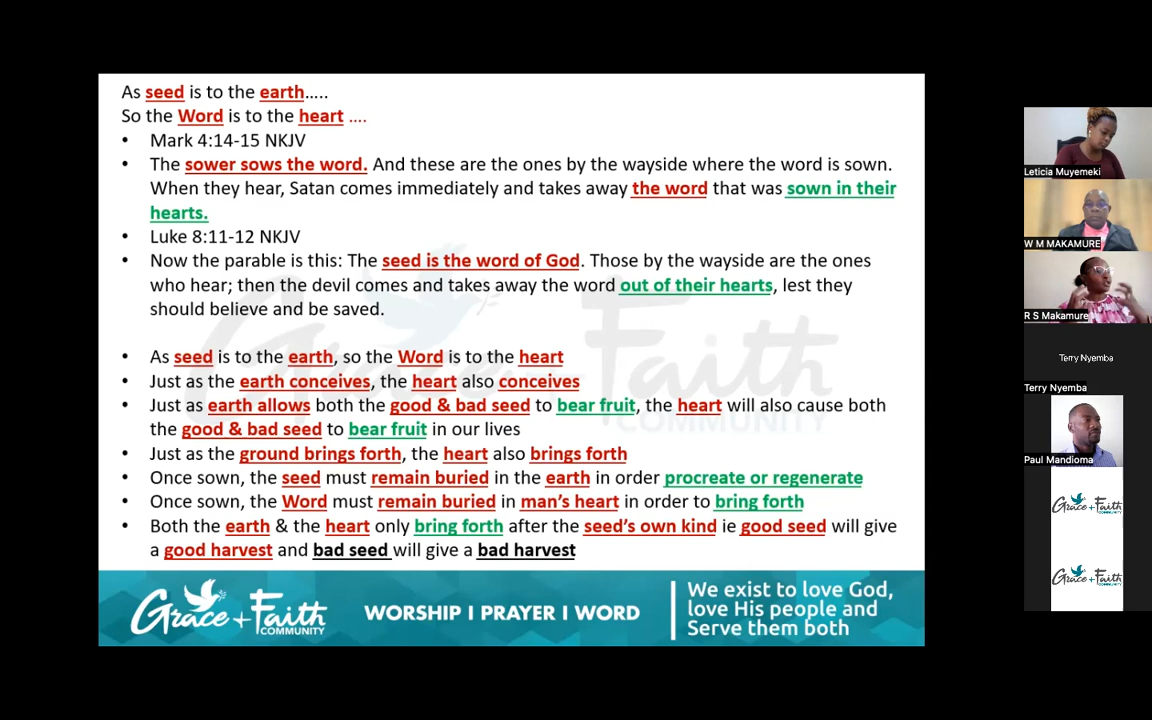 As seed is to the earth.....
So the Word is to the heart ....
• Mark 4:14-15 NKJV
• The sower sows the word. And these are the ones by the wayside where the word is sown.
When they hear, Satan comes immediately and takes away the word that was sown in their
hearts.
• Luke 8:11-12 NKJV
• Now the parable is this: The seed is the word of God. Those by the wayside are the ones
who hear; then the devil comes and takes away the word out of their hearts, lest they
should believe and be saved.
• As seed is to the earth, so the Word is to the heart
• Just as the earth conceives, the heart also conceives
• Just as earth allows both the good & bad seed to bear fruit, the heart will also cause both
the good & bad seed to bear fruit in our lives
• Just as the ground brings forth, the heart also brings forth
• Once sown, the seed must remain buried in the earth in order procreate or regenerate
• Once sown, the Word must remain buried in man's heart in order to bring forth
• Both the earth & the heart only bring forth after the seed's own kind ie good seed will give
a good harvest and bad seed will give a bad harvest
Grace + Faith
COMMUNITY
Grace + Faith
COMMUNITY
WORSHIP I PRAYER I WORD
We exist to love God,
love His people and
Serve them both
Leticia Muyemeki
W M MAKAMURE
R S Makamure
Terry Nyemba
Terry Nyemba
Paul Mandioma
Grace + Faith
COMMUNITY
Grace + Faith
COMMUNITY